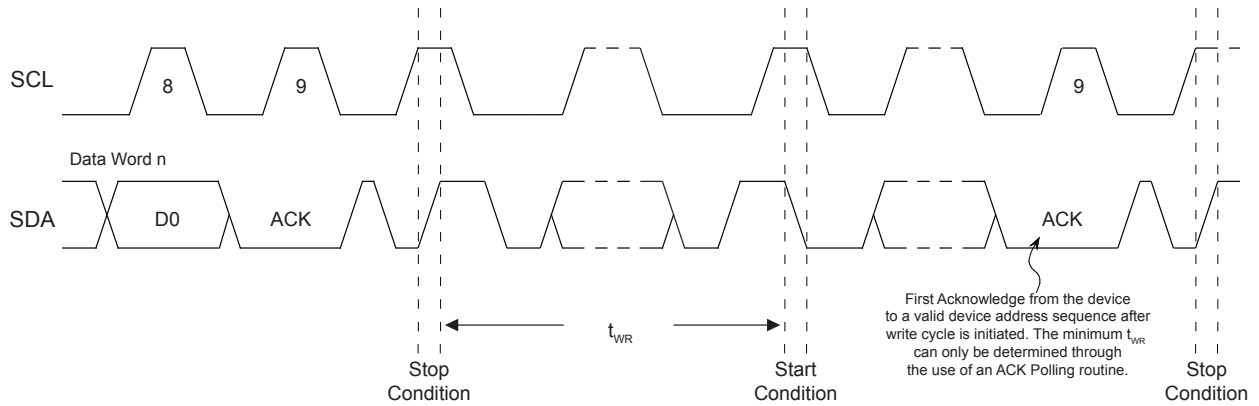 SCL
8
9
9
Data Word n
SDA
D0
ACK
ACK
First Acknowledge from the device
to a valid device address sequence after
write cycle is initiated. The minimum tWR
can only be determined through
the use of an ACK Polling routine.
tWR
Stop
Condition
Start
Condition
Stop
Condition